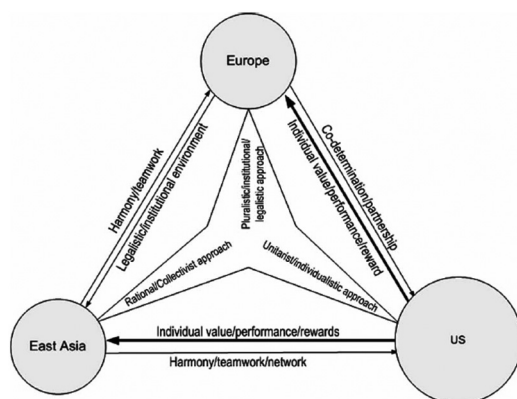 Europe
Harmony/teamwork
Legalistic/institutional environment
Pluralistic/institutional/
legalistic approach
Individual value/performance/reward
Co-determination/partnership
Rational/Collectivist approach
Unitarist/individualistic approach
East Asia
Individual value/performance/rewards
Harmony/teamwork/network
US